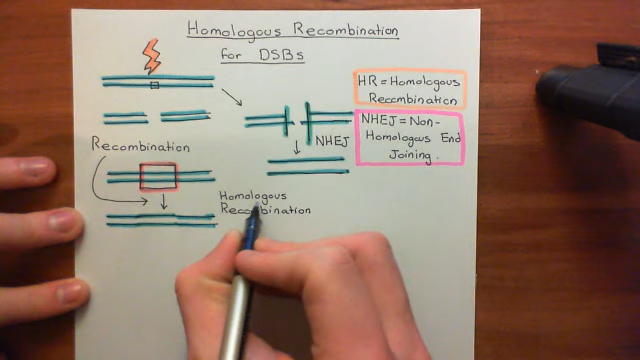 Homologous Recombination
for DSBs
HR = Homologous
Recombination
NHEJ = Non-
Homologous End
Joining.
NHEJ
Recombination
Homologous
Recombination